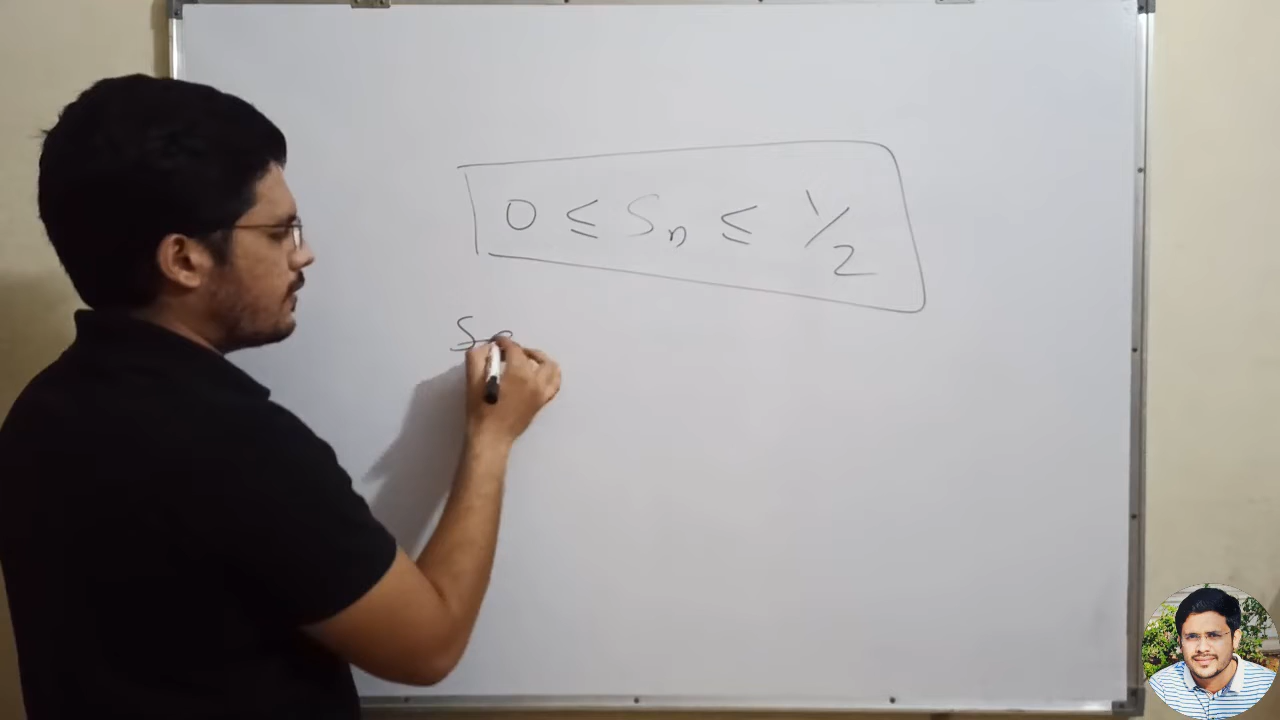 0 ≤ Sₙ ≤ 1/2